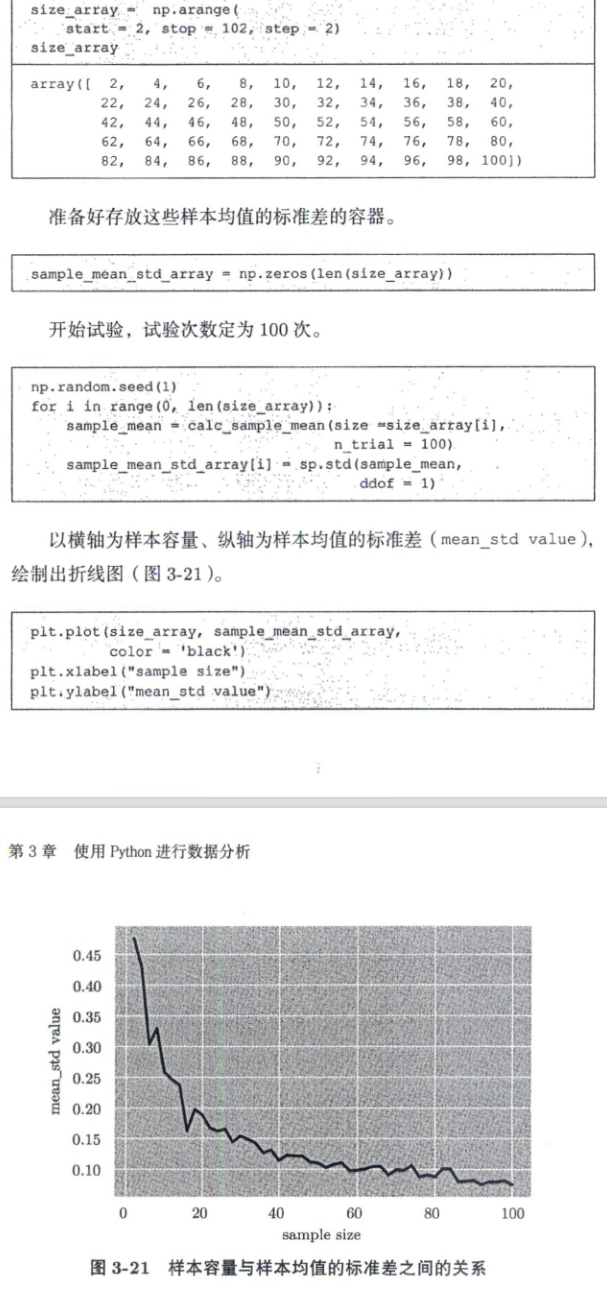 size_array = np.arange(
start = 2, stop = 102, step = 2)
size_array
array([ 2, 4, 6, 8, 10, 12, 14, 16, 18, 20,
22, 24, 26, 28, 30, 32, 34, 36, 38, 40,
42, 44, 46, 48, 50, 52, 54, 56, 58, 60,
62, 64, 66, 68, 70, 72, 74, 76, 78, 80,
82, 84, 86, 88, 90, 92, 94, 96, 98, 100])
准备好存放这些样本均值的标准差的容器。
sample_mean_std_array = np.zeros(len(size_array))
开始试验，试验次数定为 100 次。
np.random.seed(1)
for i in range(0, len(size_array)):
sample_mean = calc_sample_mean(size =size_array[i],
n_trial = 100)
sample_mean_std_array[i] = sp.std(sample_mean,
ddof = 1)
以横轴为样本容量、纵轴为样本均值的标准差（mean_std value），
绘制出折线图（图 3-21）。
plt.plot(size_array, sample_mean_std_array,
color = 'black')
plt.xlabel("sample size")
plt.ylabel("mean_std value")
第 3 章 使用 Python 进行数据分析
mean_std value
0.45
0.40
0.35
0.30
0.25
0.20
0.15
0.10
0 20 40 60 80 100
sample size
图 3-21 样本容量与样本均值的标准差之间的关系